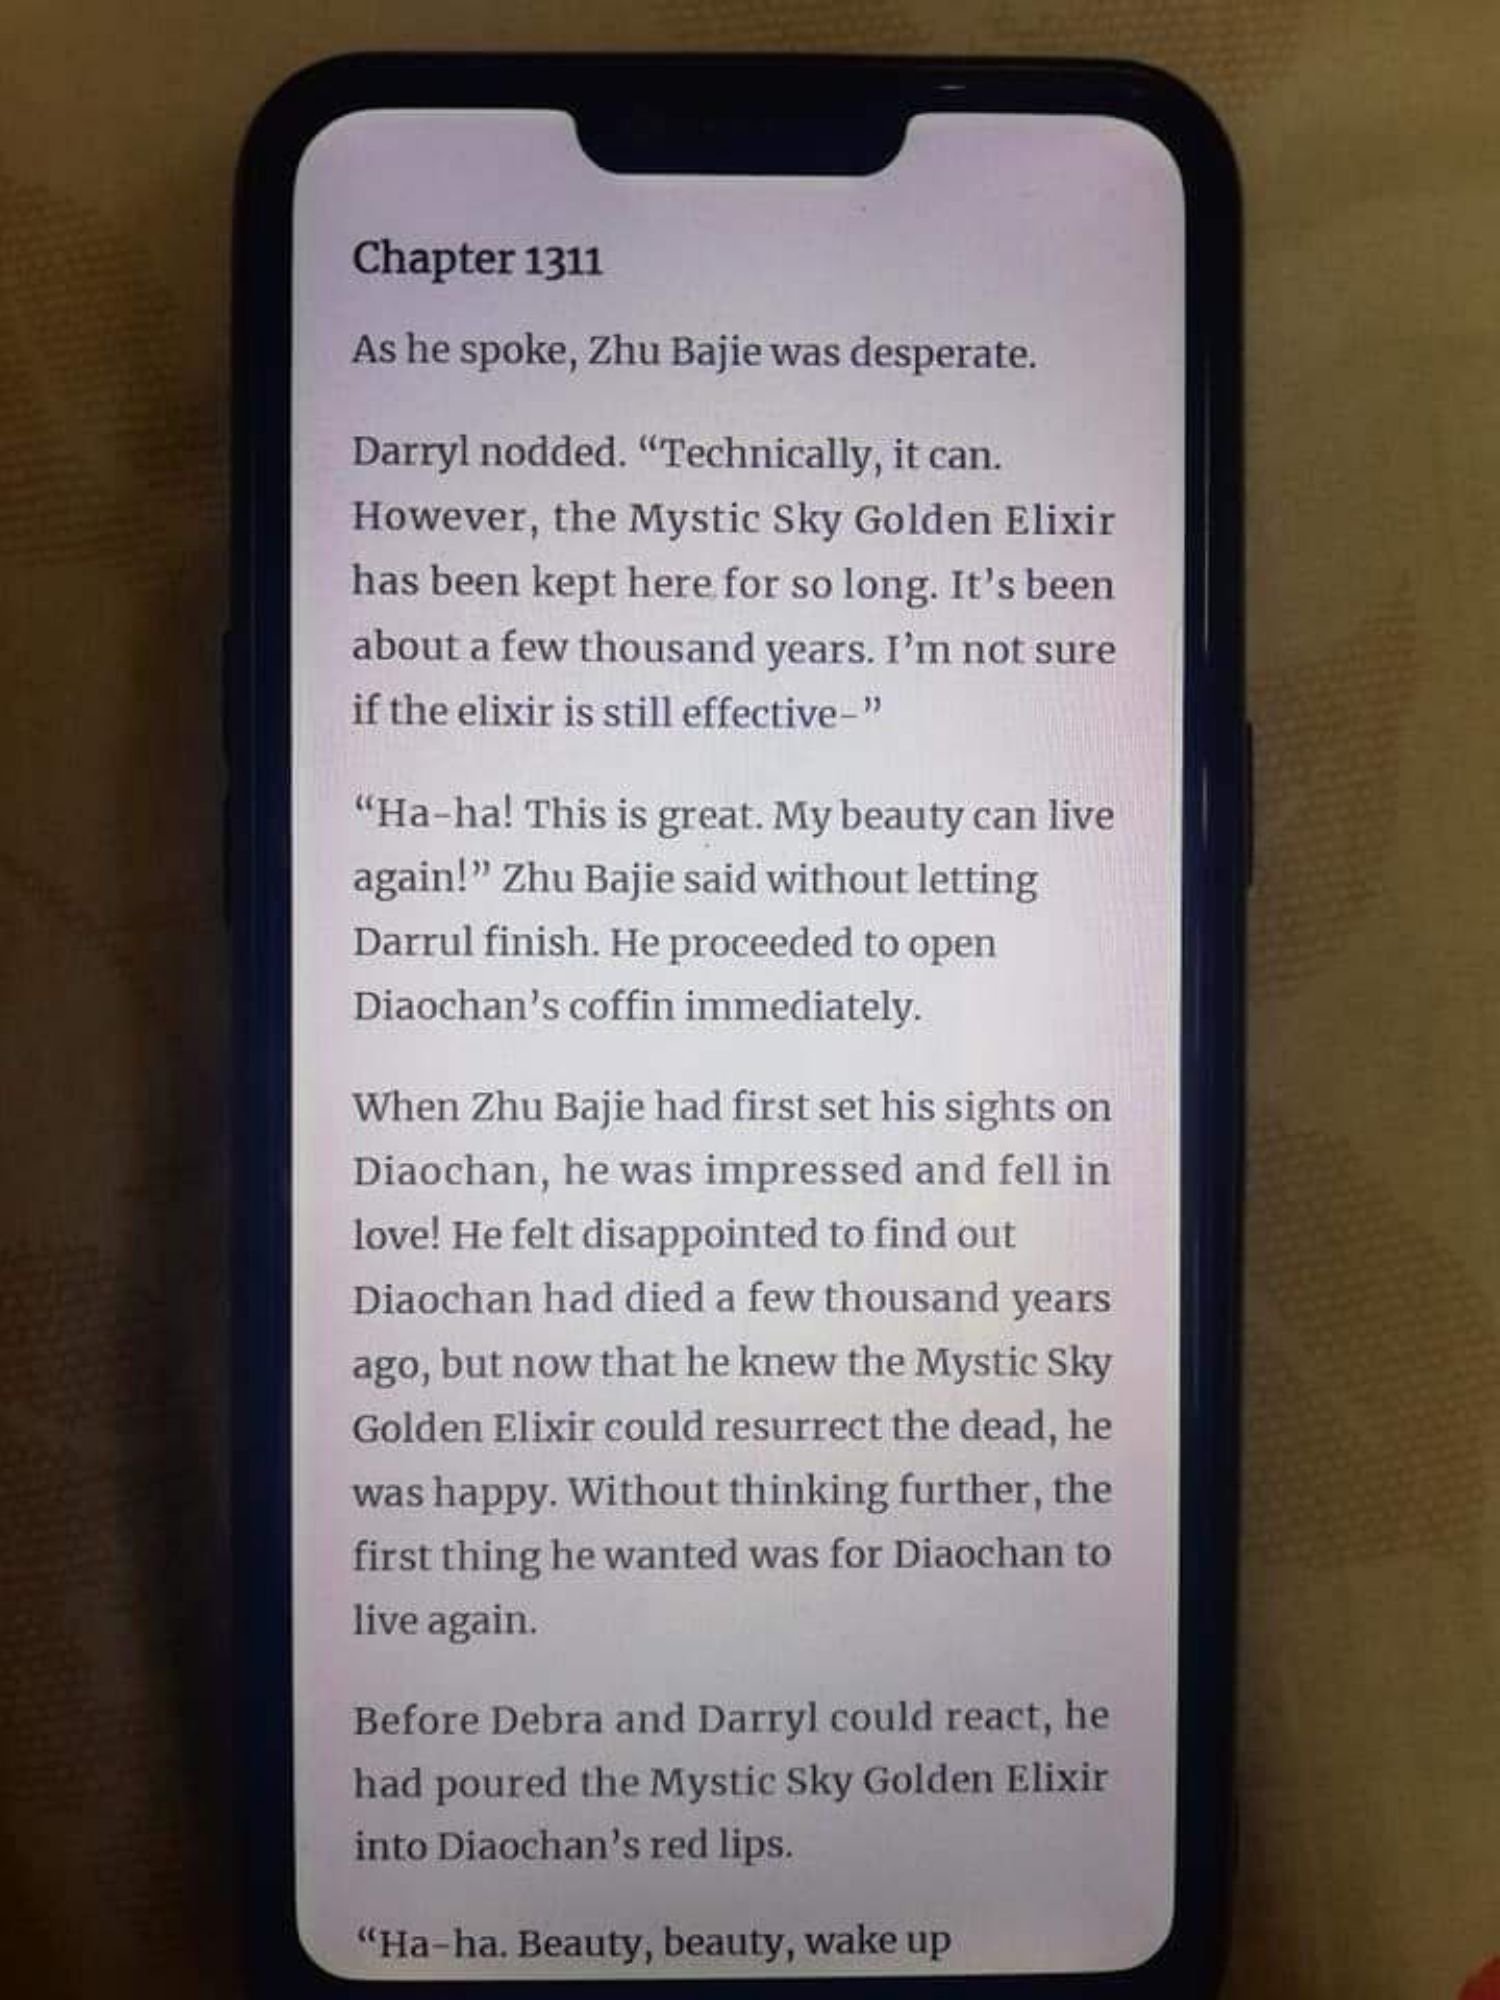 Chapter 1311
As he spoke, Zhu Bajie was desperate.
Darryl nodded. “Technically, it can.
However, the Mystic Sky Golden Elixir
has been kept here for so long. It’s been
about a few thousand years. I’m not sure
if the elixir is still effective-”
“Ha-ha! This is great. My beauty can live
again!” Zhu Bajie said without letting
Darrul finish. He proceeded to open
Diaochan’s coffin immediately.
When Zhu Bajie had first set his sights on
Diaochan, he was impressed and fell in
love! He felt disappointed to find out
Diaochan had died a few thousand years
ago, but now that he knew the Mystic Sky
Golden Elixir could resurrect the dead, he
was happy. Without thinking further, the
first thing he wanted was for Diaochan to
live again.
Before Debra and Darryl could react, he
had poured the Mystic Sky Golden Elixir
into Diaochan’s red lips.
“Ha-ha. Beauty, beauty, wake up